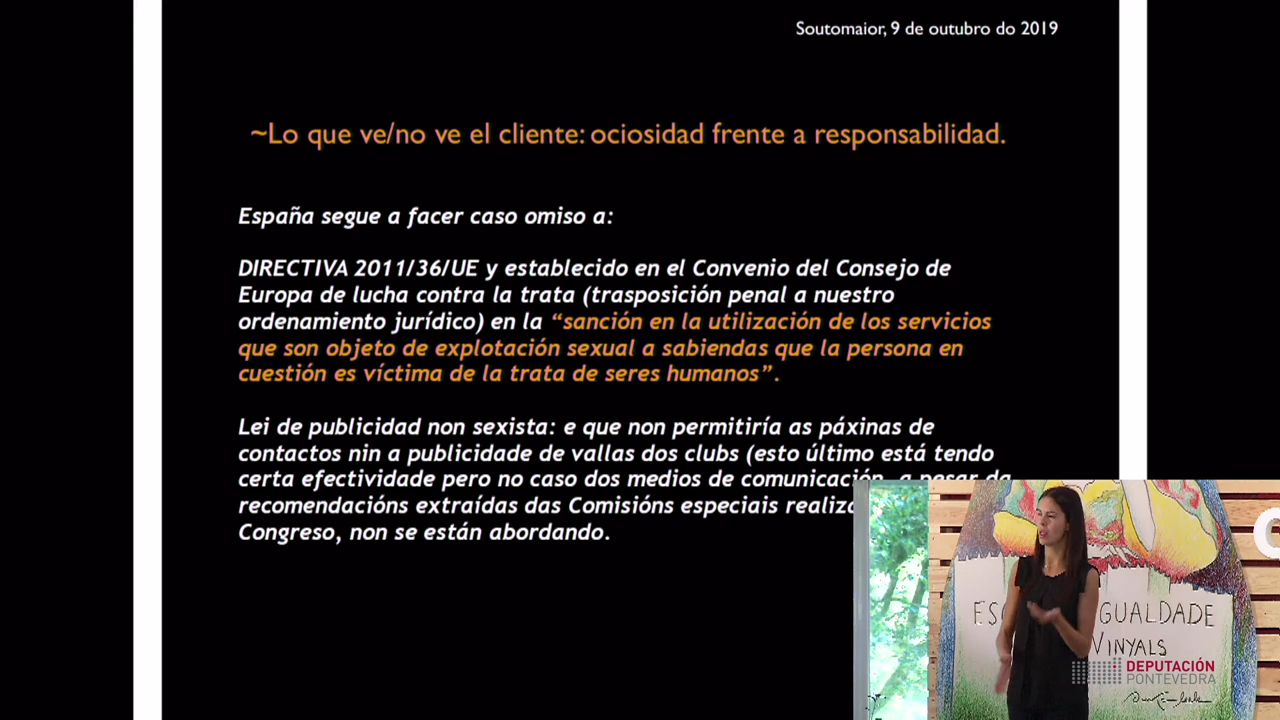 Soutomaior, 9 de outubro do 2019
~Lo que ve/no ve el cliente: ociosidad frente a responsabilidad.
España segue a facer caso omiso a:
DIRECTIVA 2011/36/UE y establecido en el Convenio del Consejo de
Europa de lucha contra la trata (trasposición penal a nuestro
ordenamiento jurídico) en la “sanción en la utilización de los servicios
que son objeto de explotación sexual a sabiendas que la persona en
cuestión es víctima de la trata de seres humanos”.
Lei de publicidad non sexista: e que non permitiría as páxinas de
contactos nin a publicidade de vallas dos clubs (esto último está tendo
certa efectividade pero no caso dos medios de comunicación, a pesar da
recomendacións extraídas das Comisións especiais
Congreso, non se están abordando.
GUALDADE
VINYALS
DEPUTACIÓN
PONTEVEDRA